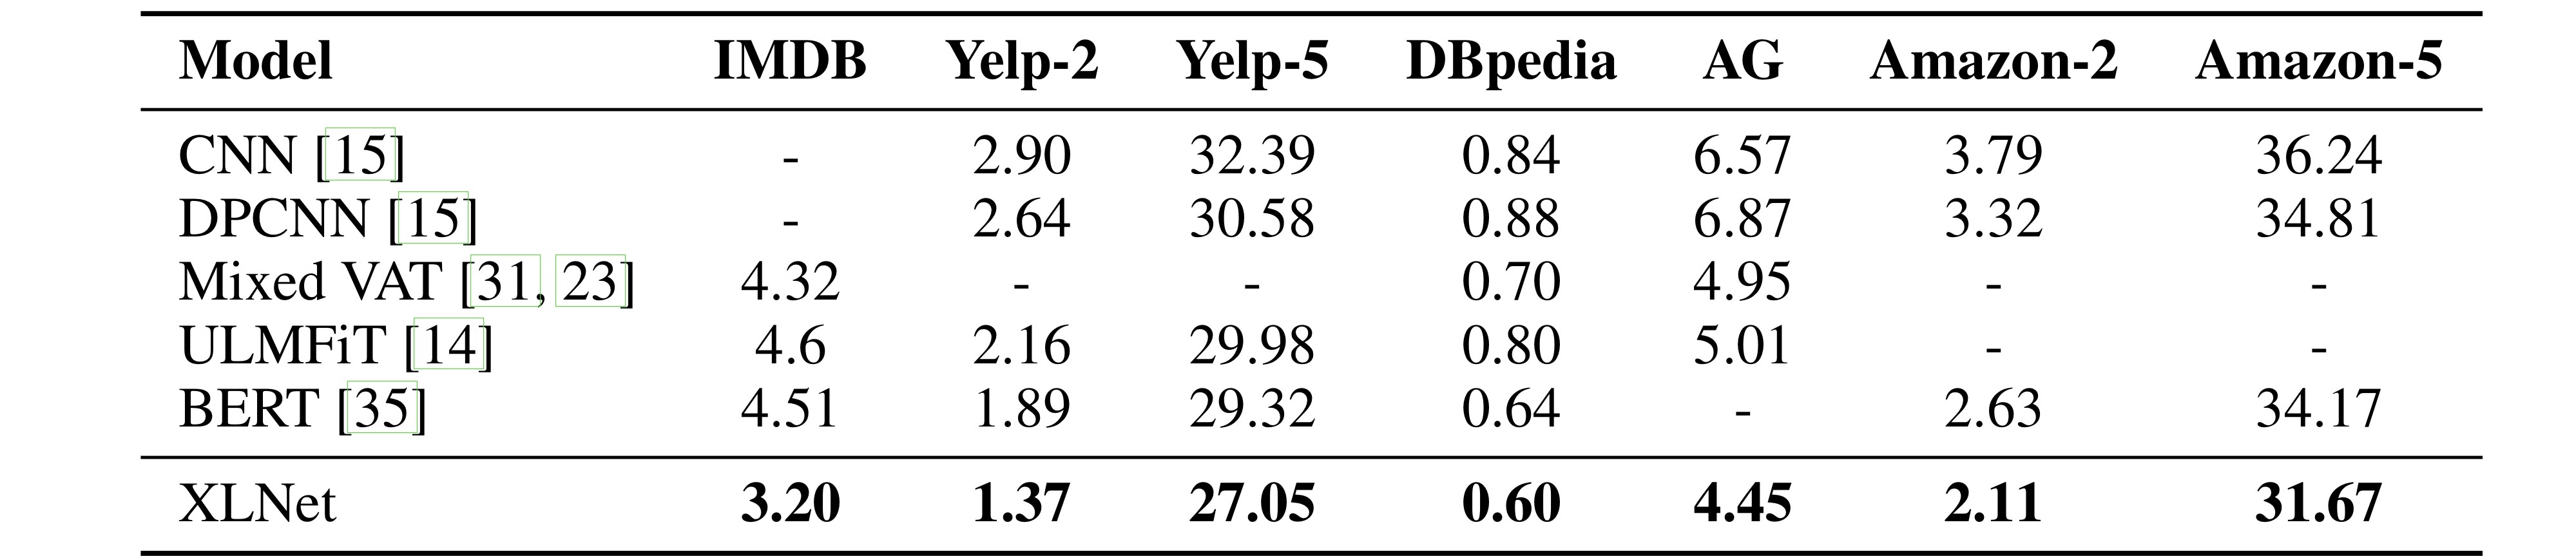 Model IMDB Yelp-2 Yelp-5 DBpedia AG Amazon-2 Amazon-5
CNN [15] - 2.90 32.39 0.84 6.57 3.79 36.24
DPCNN [15] - 2.64 30.58 0.88 6.87 3.32 34.81
Mixed VAT [31, 23] 4.32 - - 0.70 4.95 - -
ULMFiT [14] 4.6 2.16 29.98 0.80 5.01 - -
BERT [35] 4.51 1.89 29.32 0.64 - 2.63 34.17
XLNet 3.20 1.37 27.05 0.60 4.45 2.11 31.67